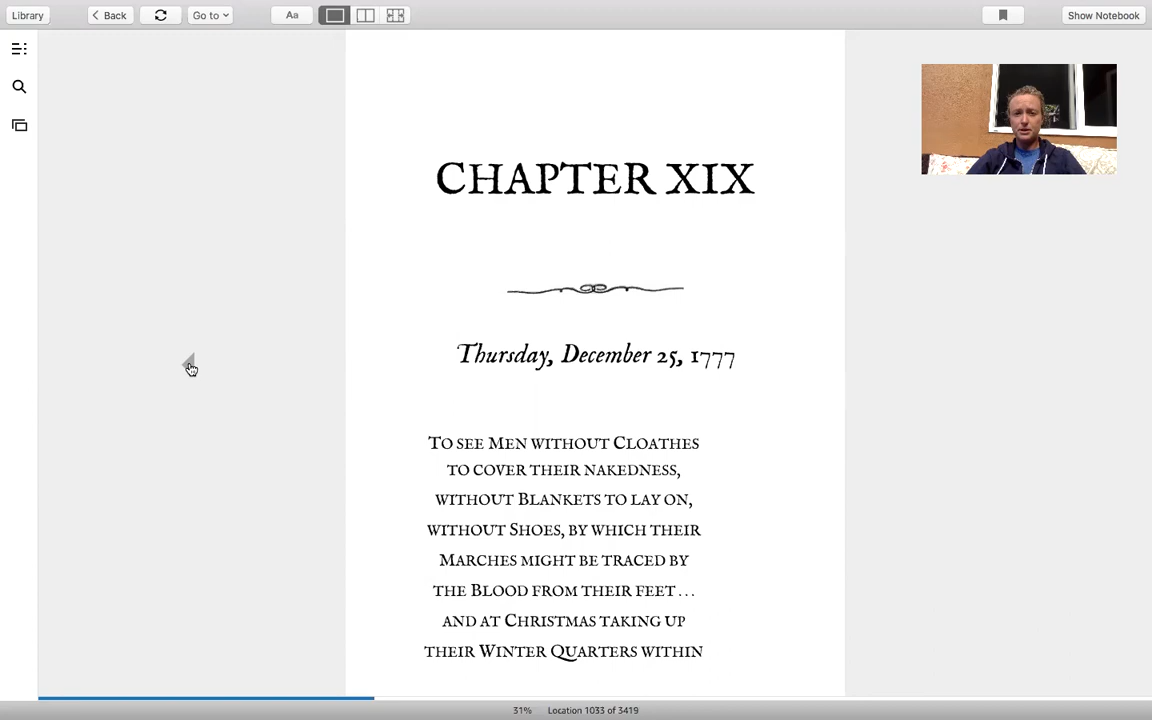 Library Back Go to Aa Show Notebook
CHAPTER XIX
Thursday, December 25, 1777
To see Men without Cloathes
to cover their nakedness,
without Blankets to lay on,
without Shoes, by which their
Marches might be traced by
the Blood from their feet . . .
and at Christmas taking up
their Winter Quarters within
31% Location 1033 of 3419